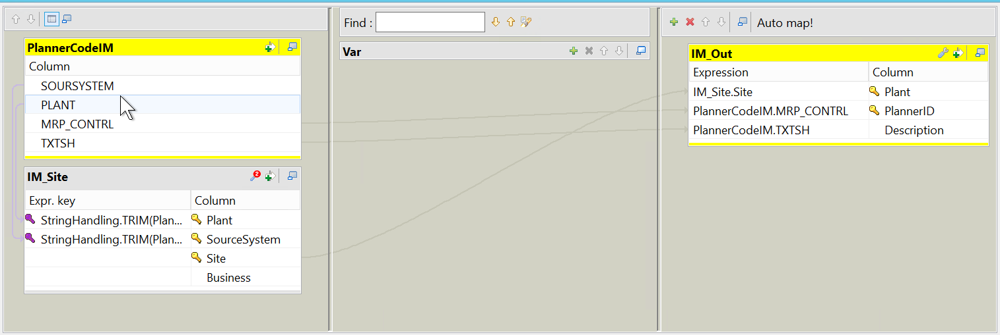 Find :
Auto map!
PlannerCodeIM
Column
SOURSYSTEM
PLANT
MRP_CONTRL
TXTSH
IM_Site
2
Expr. key Column
StringHandling.TRIM(Plan... Plant
StringHandling.TRIM(Plan... SourceSystem
Site
Business
Var
IM_Out
Expression Column
IM_Site.Site Plant
PlannerCodeIM.MRP_CONTRL PlannerID
PlannerCodeIM.TXTSH Description